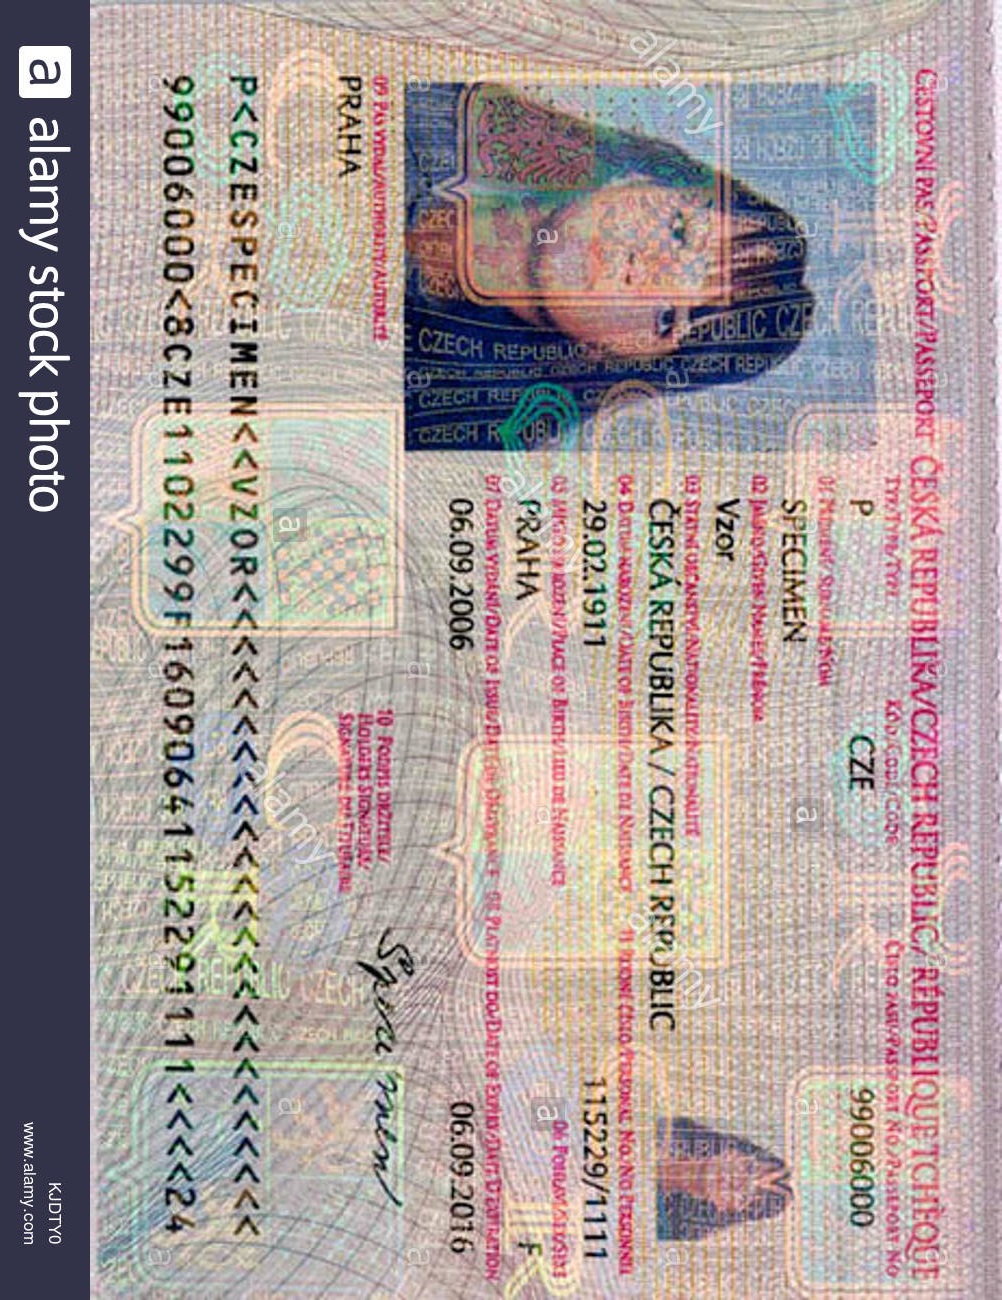 CESTOVNÍ PAS/PASSPORT/PASSEPORT ČESKÁ REPUBLIKA/CZECH REPUBLIC/RÉPUBLIQUE TCHÈQUE
TYP/TYPE/TYPE KÓD/CODE/CODE ČÍSLO PASU/PASSPORT NO./PASSEPORT NO
P CZE 99006000
01 PŘÍJMENÍ/SURNAME/NOM
SPECIMEN
02 JMÉNO/GIVEN NAMES/PRÉNOM
Vzor
03 STÁTNÍ OBČANSTVÍ/NATIONALITY/NATIONALITÉ
ČESKÁ REPUBLIKA / CZECH REPUBLIC
04 DATUM NAROZENÍ/DATE OF BIRTH/DATE DE NAISSANCE 11 RODNÉ ČÍSLO/PERSONAL NO./NO PERSONNEL
29.02.1911 115229/1111
05 MÍSTO NAROZENÍ/PLACE OF BIRTH/LIEU DE NAISSANCE 06 POHLAVÍ/SEX/SEXE
PRAHA F
07 DATUM VYDÁNÍ/DATE OF ISSUE/DATE DE DÉLIVRANCE 08 PLATNOST DO/DATE OF EXPIRY/DATE D'EXPIRATION
06.09.2006 06.09.2016
09 PAS VYDAL/AUTHORITY/AUTORITÉ
PRAHA
10 PODPIS DRŽITELE/
HOLDER'S SIGNATURE/
SIGNATURE DU TITULAIRE
Specimen
P<CZESPECIMEN<<VZOR<<<<<<<<<<<<<<<<<<<<<<<<<
99006000<8CZE1102299F16090641152291111<<<<24
a alamy stock photo
KJDTY0
www.alamy.com